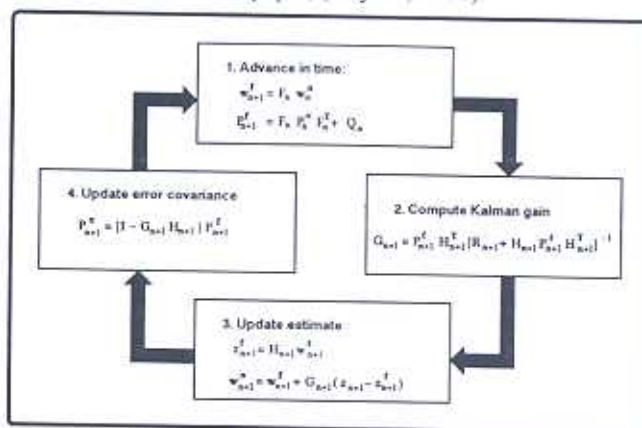 1. Advance in time:
w^f_{n+1} = F_n w^a_n
P^f_{n+1} = F_n P^a_n F^T_n + Q_n
4. Update error covariance
P^a_{n+1} = [I - G_{n+1} H_{n+1}] P^f_{n+1}
2. Compute Kalman gain
G_{n+1} = P^f_{n+1} H^T_{n+1} [R_{n+1} + H_{n+1} P^f_{n+1} H^T_{n+1}]^{-1}
3. Update estimate
z^f_{n+1} = H_{n+1} w^f_{n+1}
w^a_{n+1} = w^f_{n+1} + G_{n+1} (z_{n+1} - z^f_{n+1})